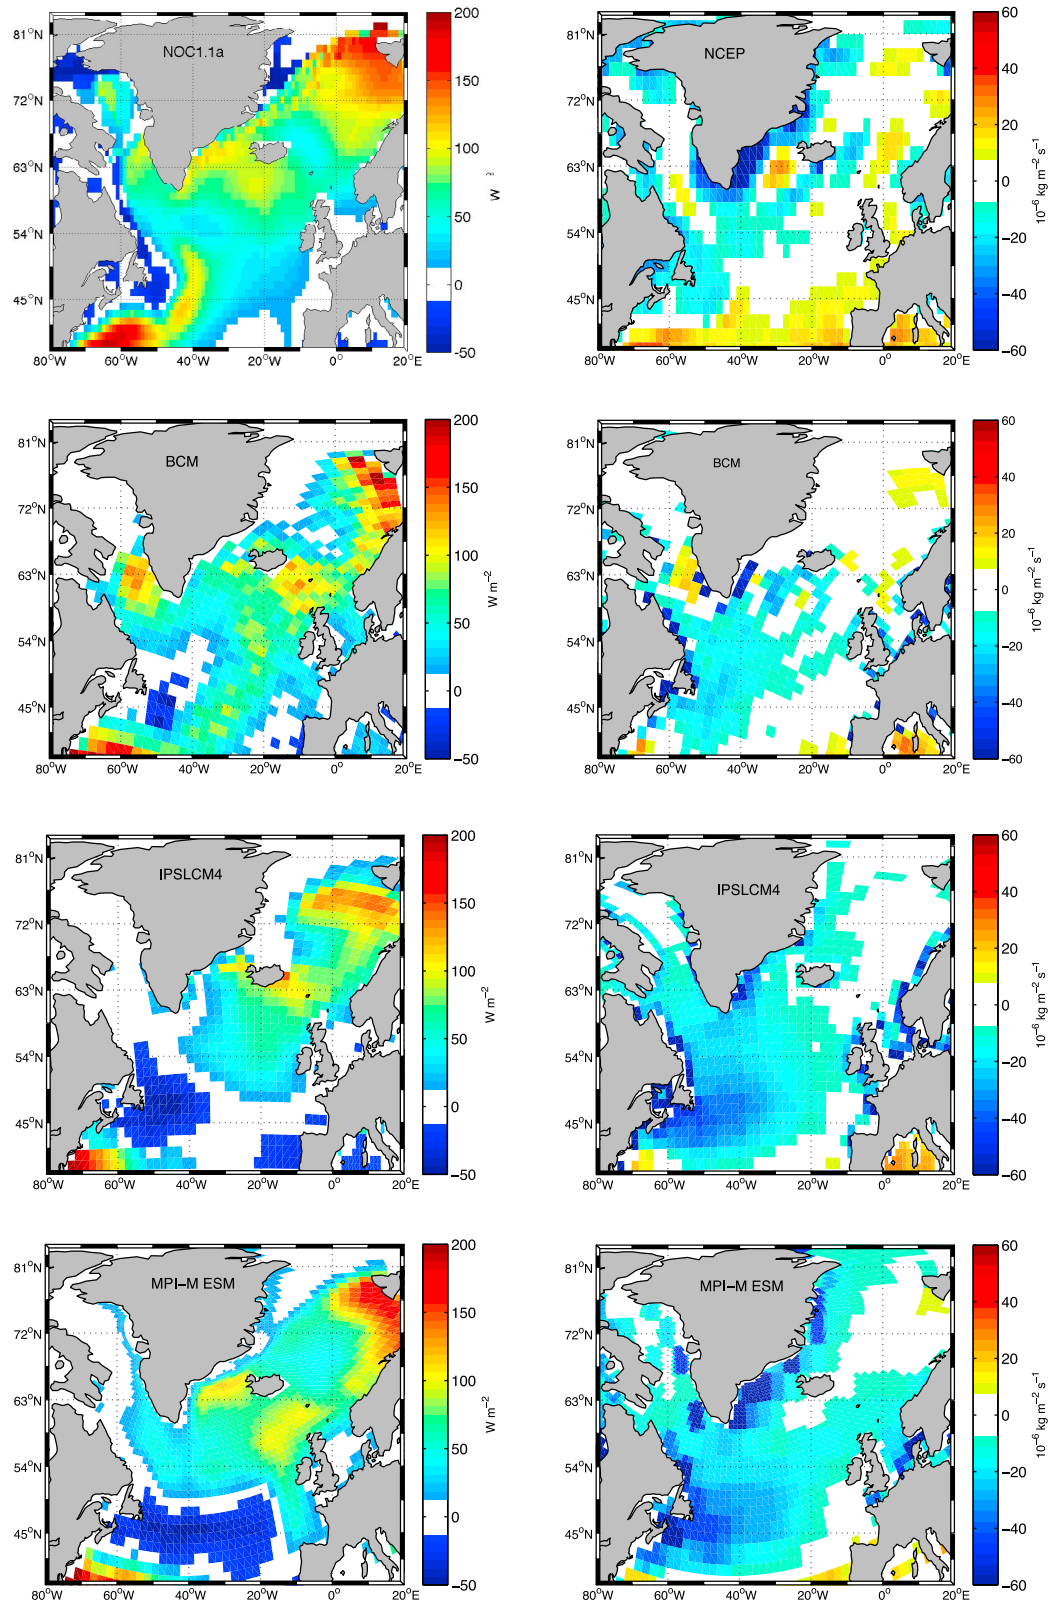 NOC1.1a
81°N
72°N
63°N
54°N
45°N
80°W 60°W 40°W 20°W 0° 20°E
200
150
100
50
0
−50
W
NCEP
81°N
72°N
63°N
54°N
45°N
80°W 60°W 40°W 20°W 0° 20°E
60
40
20
0
−20
−40
−60
10⁻⁶ kg m⁻² s⁻¹
BCM
81°N
72°N
63°N
54°N
45°N
80°W 60°W 40°W 20°W 0° 20°E
200
150
100
50
0
−50
W m⁻²
BCM
81°N
72°N
63°N
54°N
45°N
80°W 60°W 40°W 20°W 0° 20°E
60
40
20
0
−20
−40
−60
10⁻⁶ kg m⁻² s⁻¹
IPSLCM4
81°N
72°N
63°N
54°N
45°N
80°W 60°W 40°W 20°W 0° 20°E
200
150
100
50
0
−50
W m⁻²
IPSLCM4
81°N
72°N
63°N
54°N
45°N
80°W 60°W 40°W 20°W 0° 20°E
60
40
20
0
−20
−40
−60
10⁻⁶ kg m⁻² s⁻¹
MPI−M ESM
81°N
72°N
63°N
54°N
45°N
80°W 60°W 40°W 20°W 0° 20°E
200
150
100
50
0
−50
W m⁻²
MPI−M ESM
81°N
72°N
63°N
54°N
45°N
80°W 60°W 40°W 20°W 0° 20°E
60
40
20
0
−20
−40
−60
10⁻⁶ kg m⁻² s⁻¹